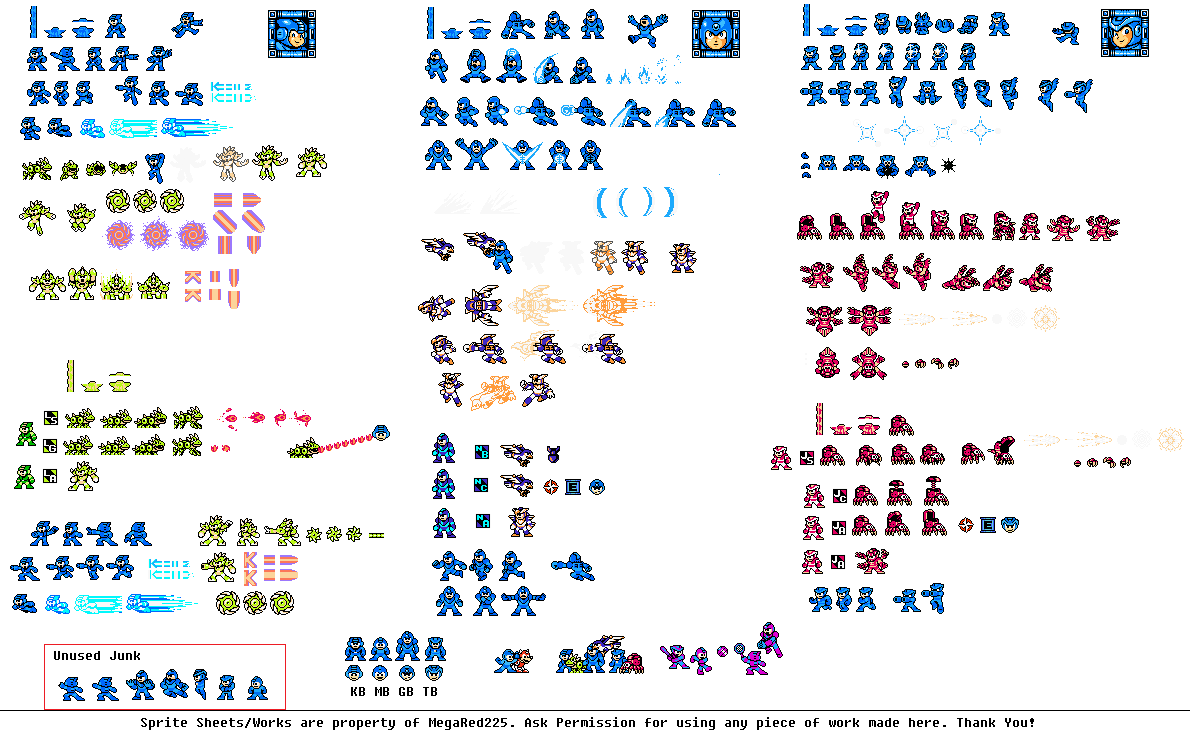 Unused Junk
KB MB GB TB
Sprite Sheets/Works are property of MegaRed225. Ask Permission for using any piece of work made here. Thank You!